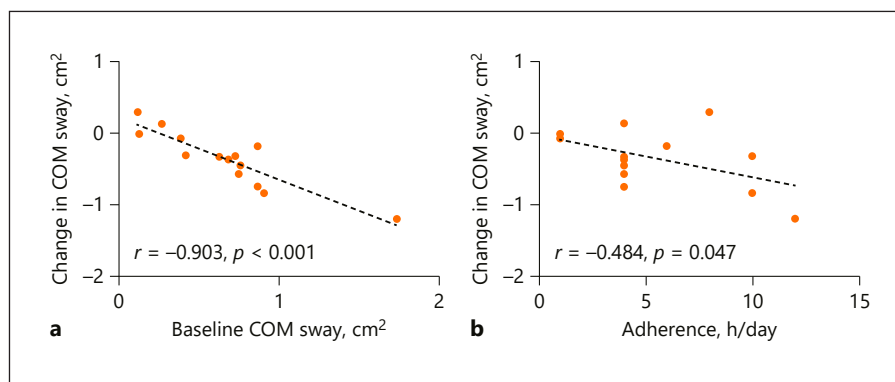 1
0
–1
–2
Change in COM sway, cm²
r = –0.903, p < 0.001
0
1
2
a
Baseline COM sway, cm²
1
0
–1
–2
Change in COM sway, cm²
r = –0.484, p = 0.047
0
5
10
15
b
Adherence, h/day